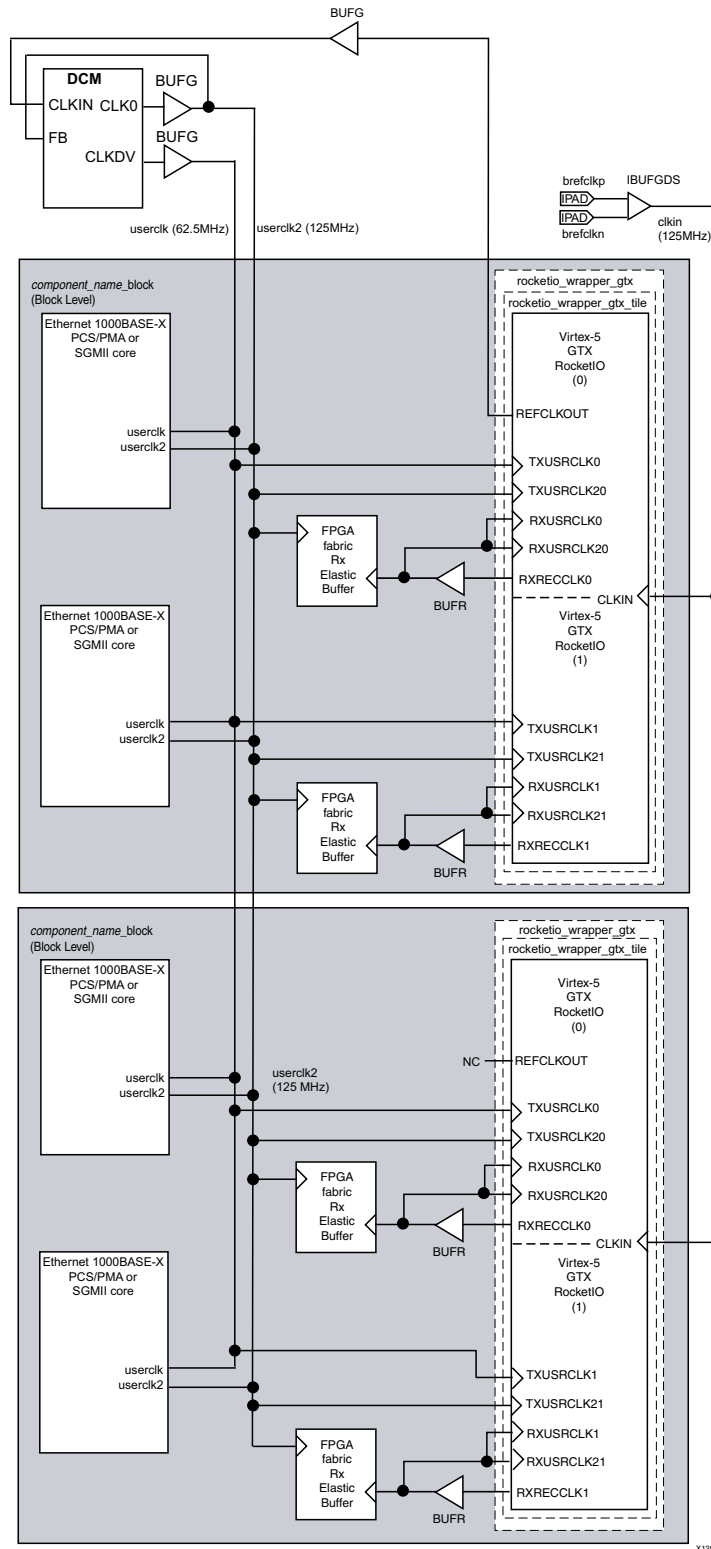 BUFG
DCM
CLKIN CLK0
FB
CLKDV
BUFG
BUFG
userclk (62.5MHz)
userclk2 (125MHz)
brefclkp
IPAD
IPAD
brefclkn
IBUFGDS
clkin
(125MHz)
component_name_block
(Block Level)
Ethernet 1000BASE-X
PCS/PMA or
SGMII core
userclk
userclk2
rocketio_wrapper_gtx
rocketio_wrapper_gtx_tile
Virtex-5
GTX
RocketIO
(0)
REFCLKOUT
TXUSRCLK0
TXUSRCLK20
RXUSRCLK0
RXUSRCLK20
RXRECCLK0
FPGA
fabric
Rx
Elastic
Buffer
BUFR
CLKIN
Ethernet 1000BASE-X
PCS/PMA or
SGMII core
userclk
userclk2
Virtex-5
GTX
RocketIO
(1)
TXUSRCLK1
TXUSRCLK21
RXUSRCLK1
RXUSRCLK21
RXRECCLK1
FPGA
fabric
Rx
Elastic
Buffer
BUFR
component_name_block
(Block Level)
Ethernet 1000BASE-X
PCS/PMA or
SGMII core
userclk
userclk2
userclk2
(125 MHz)
rocketio_wrapper_gtx
rocketio_wrapper_gtx_tile
Virtex-5
GTX
RocketIO
(0)
NC
REFCLKOUT
TXUSRCLK0
TXUSRCLK20
RXUSRCLK0
RXUSRCLK20
RXRECCLK0
FPGA
fabric
Rx
Elastic
Buffer
BUFR
CLKIN
Ethernet 1000BASE-X
PCS/PMA or
SGMII core
userclk
userclk2
Virtex-5
GTX
RocketIO
(1)
TXUSRCLK1
TXUSRCLK21
RXUSRCLK1
RXUSRCLK21
RXRECCLK1
FPGA
fabric
Rx
Elastic
Buffer
BUFR